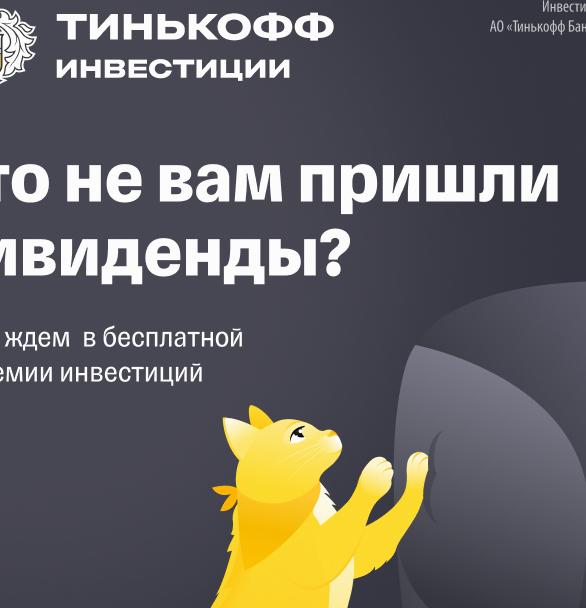 ТИНЬКОФФ
ИНВЕСТИЦИИ
Инвести
АО «Тинькофф Бан
то не вам пришли
ивиденды?
ждем в бесплатной
емии инвестиций